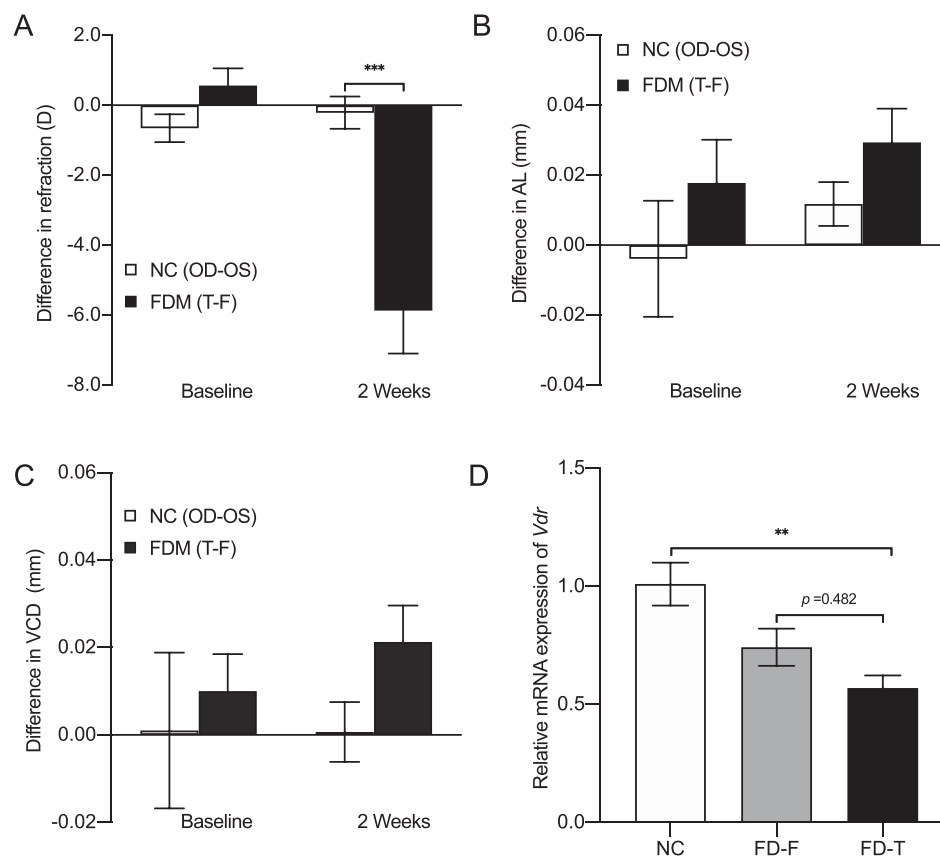 A
2.0
0.0
-2.0
-4.0
-6.0
-8.0
Difference in refraction (D)
***
NC (OD-OS)
FDM (T-F)
Baseline
2 Weeks
B
0.06
0.04
0.02
0.00
-0.02
-0.04
Difference in AL (mm)
NC (OD-OS)
FDM (T-F)
Baseline
2 Weeks
C
0.06
0.04
0.02
0.00
-0.02
Difference in VCD (mm)
NC (OD-OS)
FDM (T-F)
Baseline
2 Weeks
D
1.5
1.0
0.5
0.0
Relative mRNA expression of Vdr
**
p =0.482
NC
FD-F
FD-T